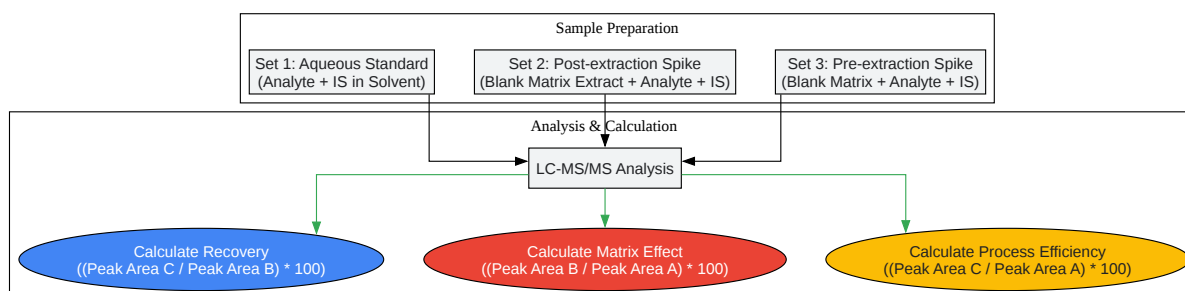 Sample Preparation
Set 1: Aqueous Standard
(Analyte + IS in Solvent)
Set 2: Post-extraction Spike
(Blank Matrix Extract + Analyte + IS)
Set 3: Pre-extraction Spike
(Blank Matrix + Analyte + IS)
Analysis & Calculation
LC-MS/MS Analysis
Calculate Recovery
((Peak Area C / Peak Area B) * 100)
Calculate Matrix Effect
((Peak Area B / Peak Area A) * 100)
Calculate Process Efficiency
((Peak Area C / Peak Area A) * 100)